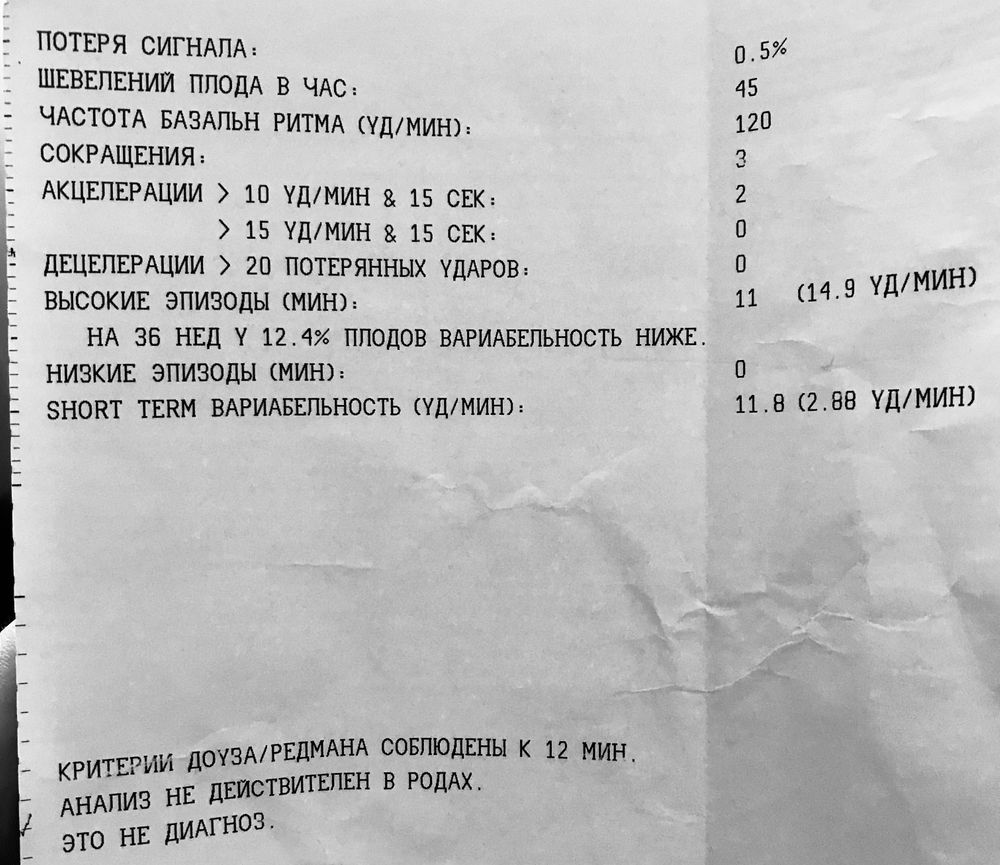 ПОТЕРЯ СИГНАЛА: 0.5%
ШЕВЕЛЕНИЙ ПЛОДА В ЧАС: 45
ЧАСТОТА БАЗАЛЬН РИТМА (УД/МИН): 120
СОКРАЩЕНИЯ: 3
АКЦЕЛЕРАЦИИ > 10 УД/МИН & 15 СЕК: 2
> 15 УД/МИН & 15 СЕК: 0
ДЕЦЕЛЕРАЦИИ > 20 ПОТЕРЯННЫХ УДАРОВ: 0
ВЫСОКИЕ ЭПИЗОДЫ (МИН): 11 (14.9 УД/МИН)
НА 36 НЕД У 12.4% ПЛОДОВ ВАРИАБЕЛЬНОСТЬ НИЖЕ.
НИЗКИЕ ЭПИЗОДЫ (МИН): 0
SHORT TERM ВАРИАБЕЛЬНОСТЬ (УД/МИН): 11.8 (2.88 УД/МИН)
КРИТЕРИИ ДОУЗА/РЕДМАНА СОБЛЮДЕНЫ К 12 МИН.
АНАЛИЗ НЕ ДЕЙСТВИТЕЛЕН В РОДАХ.
ЭТО НЕ ДИАГНОЗ.